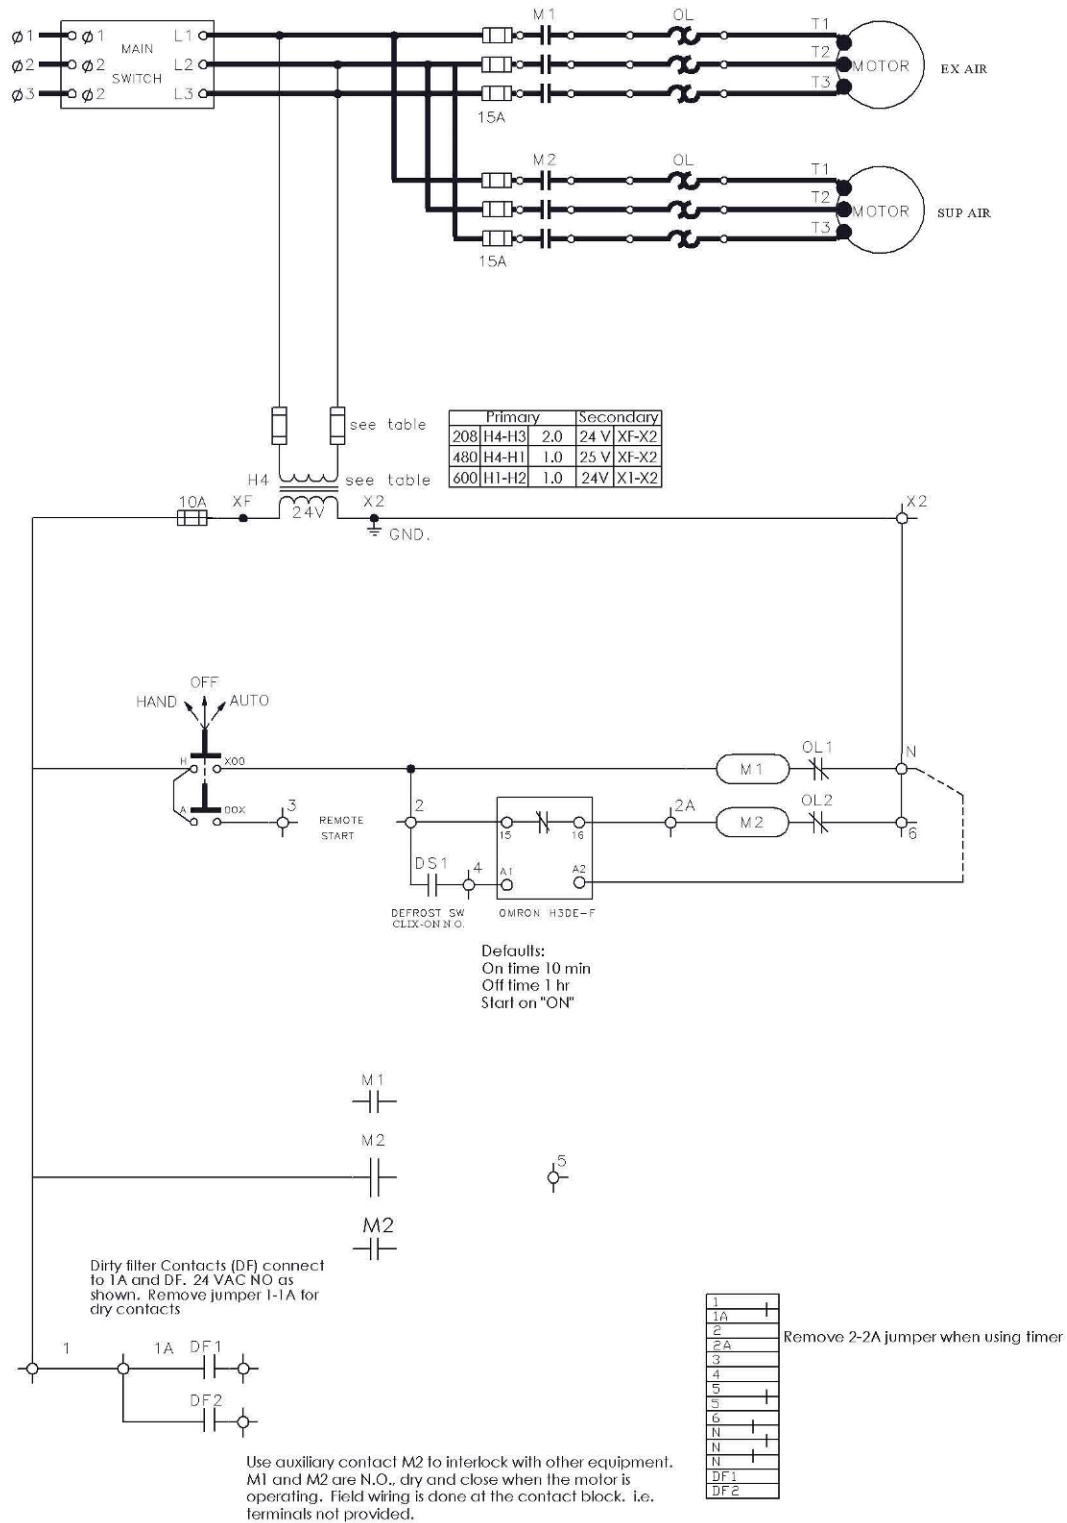 M1
OL
T1
ø1
ø1
MAIN
L1
ø2
ø2
SWITCH
L2
T2
MOTOR
EX AIR
ø3
ø2
L3
T3
15A
M2
OL
T1
T2
MOTOR
SUP AIR
T3
15A
see table
Primary Secondary
208 H4-H3 2.0 24 V XF-X2
480 H4-H1 1.0 25 V XF-X2
600 H1-H2 1.0 24V X1-X2
H4
see table
10A
XF
24V
X2
GND.
X2
OFF
HAND
AUTO
H
XOO
M1
OL1
N
A
OOX
3
REMOTE
START
2
15
16
2A
M2
OL2
6
DS1
4
A1
A2
DEFROST SW
CLIX-ON N O.
OMRON H3DE-F
Defaults:
On time 10 min
Off time 1 hr
Start on "ON"
M1
M2
5
M2
Dirty filter Contacts (DF) connect
to 1A and DF. 24 VAC NO as
shown. Remove jumper 1-1A for
dry contacts
1
1A
DF1
DF2
1
1A
2
2A
3
4
5
5
6
N
N
N
DF1
DF2
Remove 2-2A jumper when using timer
Use auxiliary contact M2 to interlock with other equipment.
M1 and M2 are N.O., dry and close when the motor is
operating. Field wiring is done at the contact block. i.e.
terminals not provided.